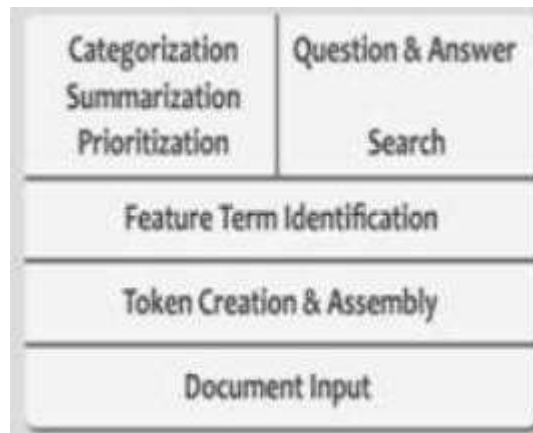 Categorization
Summarization
Prioritization
Question & Answer
Search
Feature Term Identification
Token Creation & Assembly
Document Input